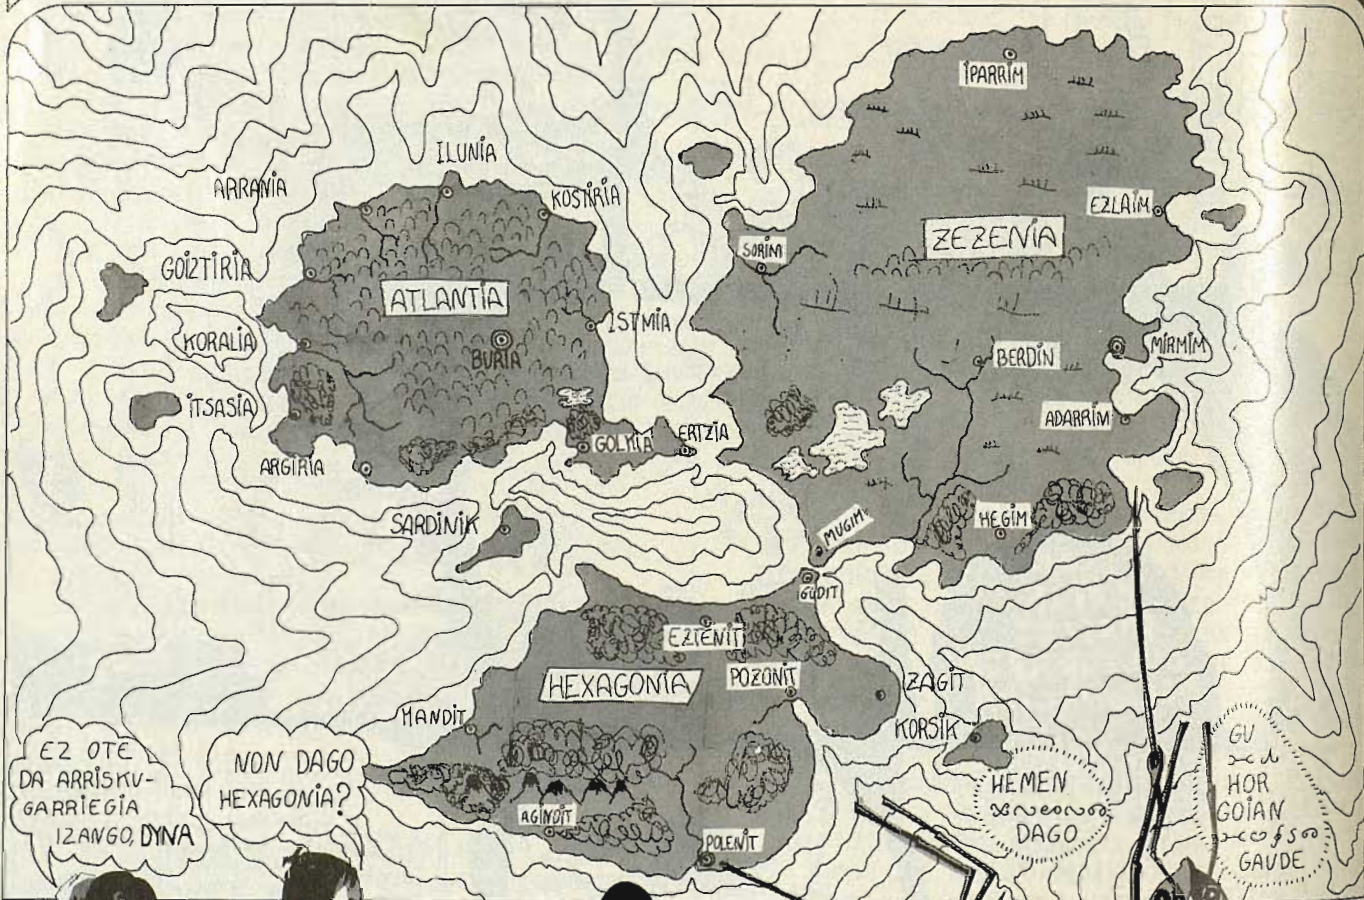 IPARRIM
ILUNIA
ARRANIA
KOSTRIA
EZLAIM
ZEZENIA
SORIM
GOIZTIRIA
ATLANTIA
ISTMIA
KORALIA
BURIA
BERDIN
MIRMIM
ITSASIA
ADARRIM
GOLKIA
ERTZIA
ARGIRIA
SARDINIK
MUGIM
HEGIM
GUDIT
EZTENIT
POZONIT
HEXAGONIA
ZAGIT
MANDIT
KORSIK
AGINDIT
POLENIT
EZ OTE
DA ARRISKU-
GARRIEGIA
IZANGO, DYNA
NON DAGO
HEXAGONIA?
HEMEN
DAGO
GU
HOR
GOIAN
GAUDE